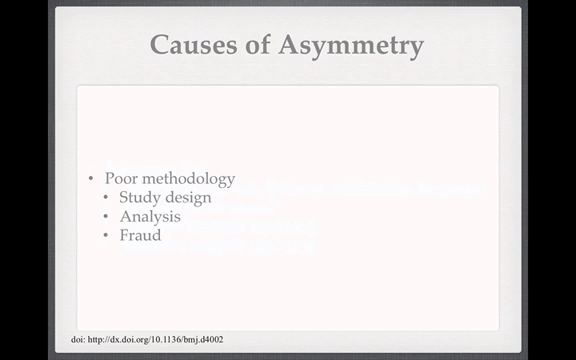 Causes of Asymmetry
• Poor methodology
• Study design
• Analysis
• Fraud
doi: http://dx.doi.org/10.1136/bmj.d4002